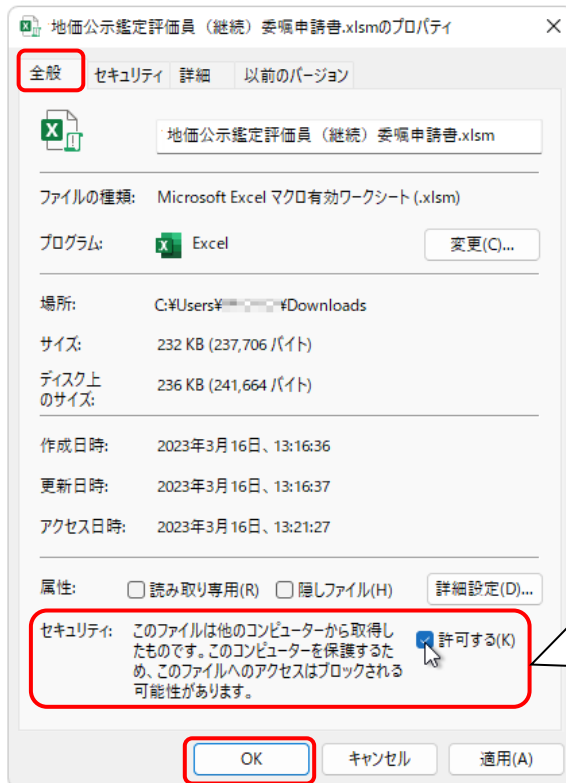 地価公示鑑定評価員（継続）委嘱申請書.xlsmのプロパティ
全般 セキュリティ 詳細 以前のバージョン
地価公示鑑定評価員（継続）委嘱申請書.xlsm
ファイルの種類: Microsoft Excel マクロ有効ワークシート (.xlsm)
プログラム: Excel 変更(C)...
場所: C:¥Users¥ ¥Downloads
サイズ: 232 KB (237,706 バイト)
ディスク上
のサイズ: 236 KB (241,664 バイト)
作成日時: 2023年3月16日、13:16:36
更新日時: 2023年3月16日、13:16:37
アクセス日時: 2023年3月16日、13:21:27
属性: 読み取り専用(R) 隠しファイル(H) 詳細設定(D)...
セキュリティ: このファイルは他のコンピューターから取得し
たものです。このコンピューターを保護するた
め、このファイルへのアクセスはブロックされる
可能性があります。
許可する(K)
OK キャンセル 適用(A)